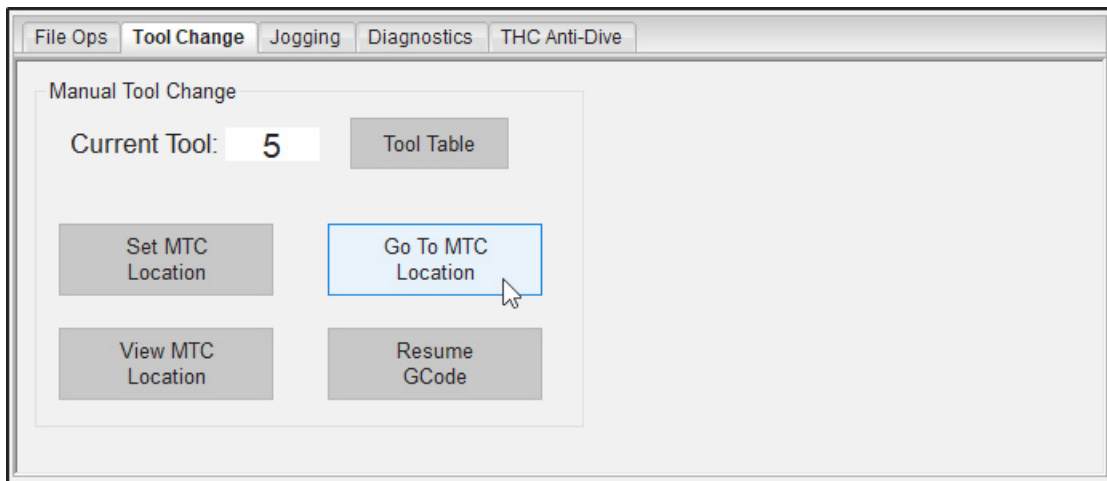 File Ops Tool Change Jogging Diagnostics THC Anti-Dive
Manual Tool Change
Current Tool: 5 Tool Table
Set MTC
Location
Go To MTC
Location
View MTC
Location
Resume
GCode